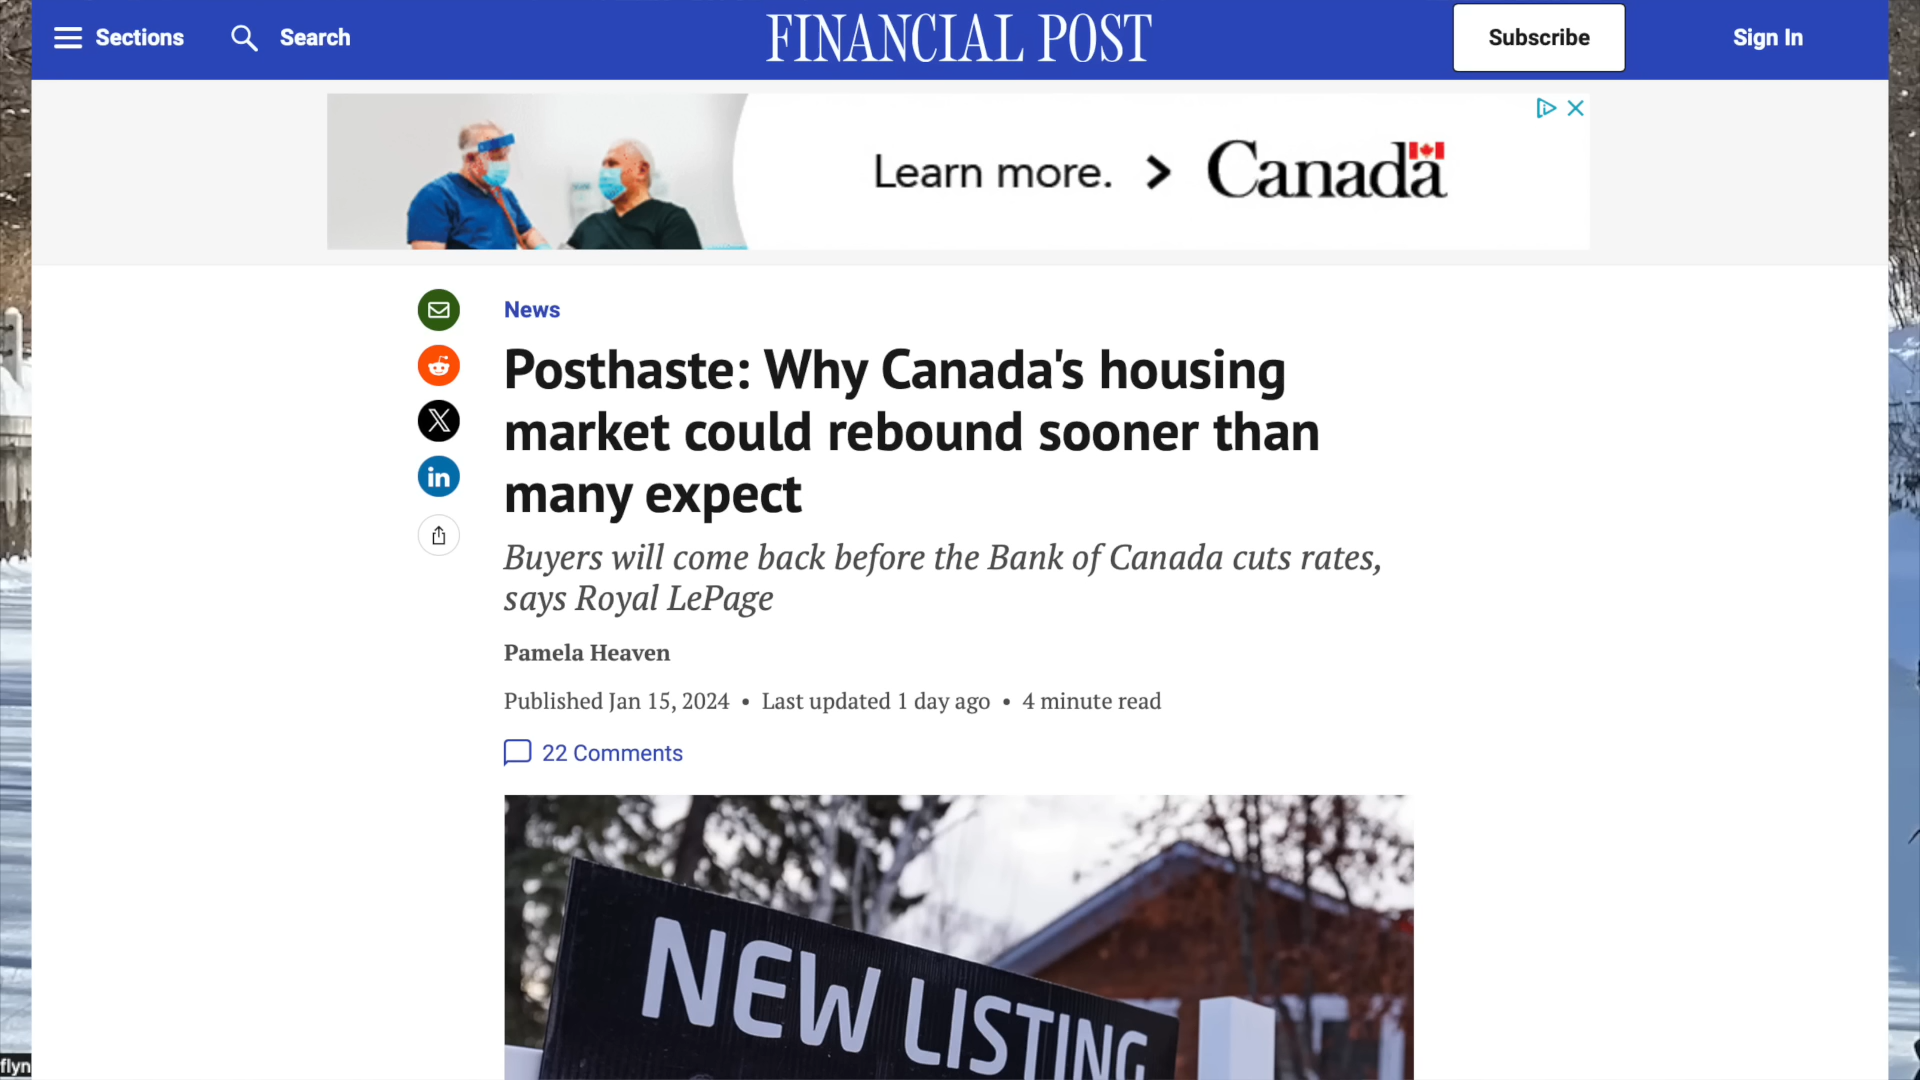 Sections
Search
FINANCIAL POST
Subscribe
Sign In
Learn more. > Canada
News
Posthaste: Why Canada's housing
market could rebound sooner than
many expect
Buyers will come back before the Bank of Canada cuts rates,
says Royal LePage
Pamela Heaven
Published Jan 15, 2024 • Last updated 1 day ago • 4 minute read
22 Comments
NEW LISTING
flyn